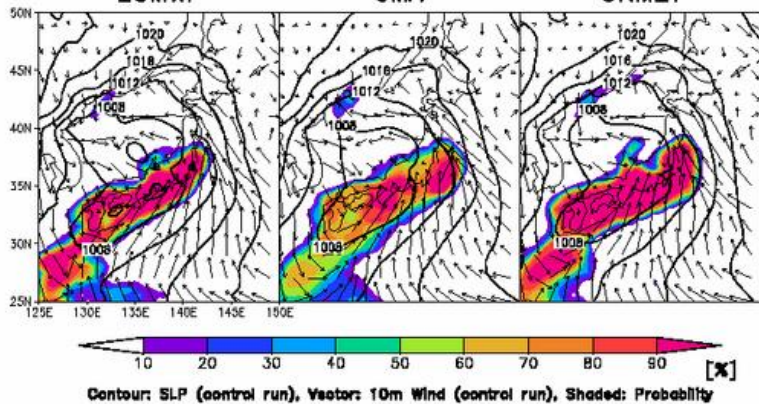 50N
1020 1020 1020
45N
1016 1016 1016
1012 1012 1012
1008 1008 1008
40N
35N
30N
1008 1008 1008
25N
125E 130E 135E 140E 145E 150E
10 20 30 40 50 60 70 80 90 [%]
Contour: SLP (control run), Vector: 10m Wind (control run), Shaded: Probability